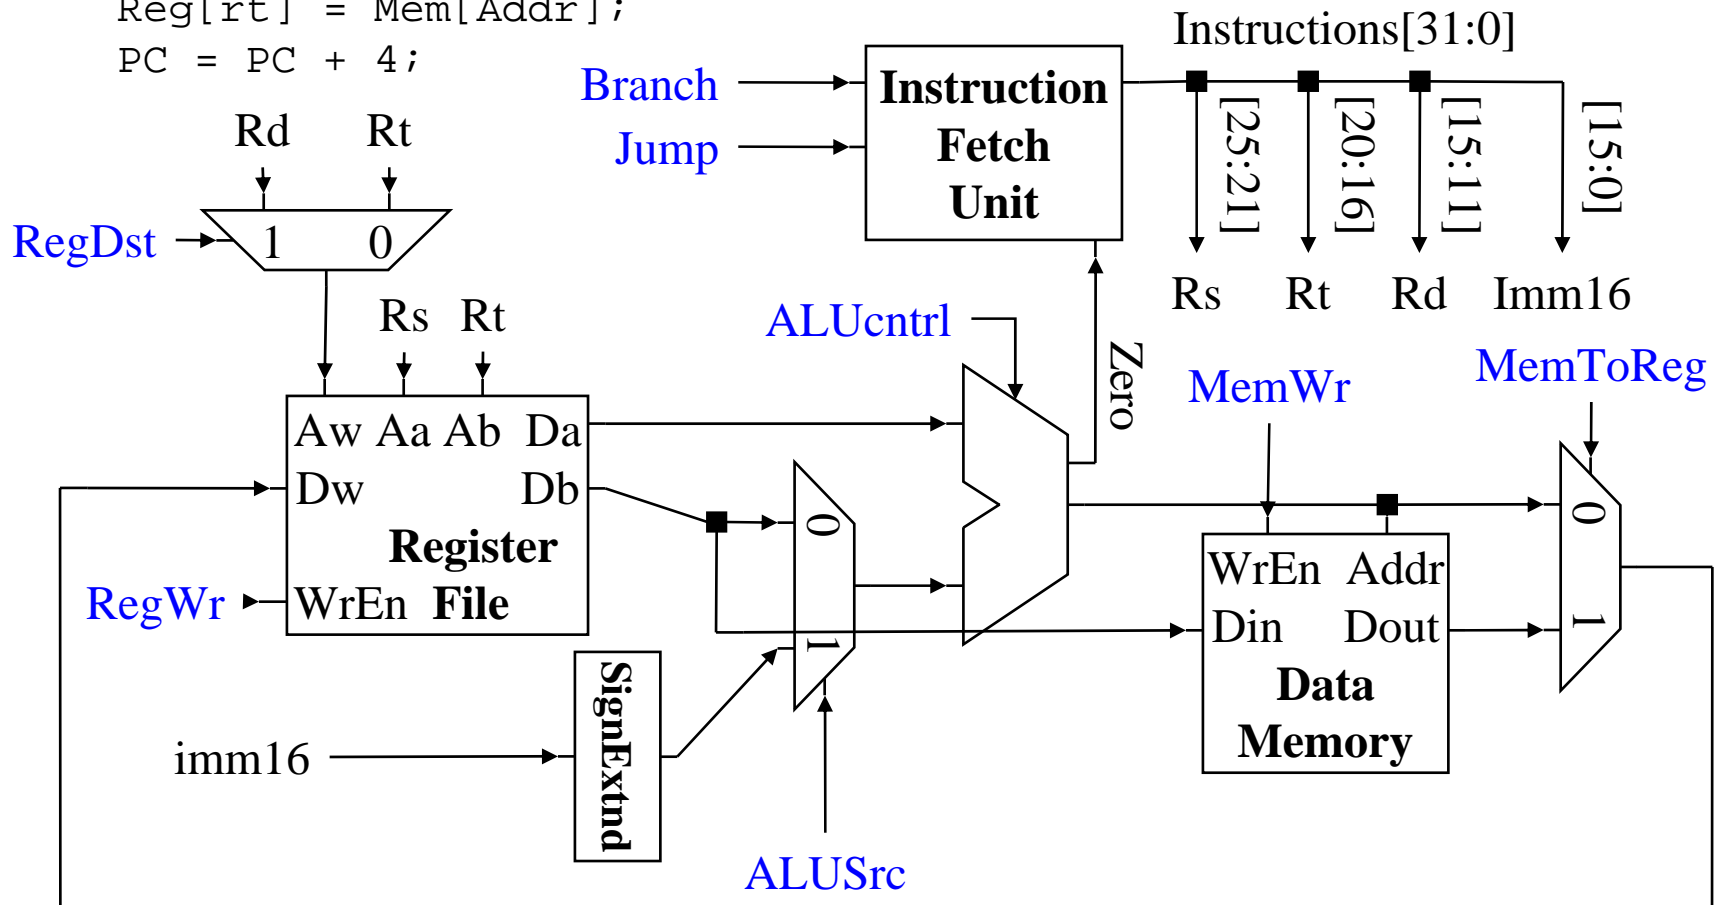 Reg[rt] = Mem[Addr];
PC = PC + 4;
Instructions[31:0]
Branch
Jump
Instruction
Fetch
Unit
[25:21]
[20:16]
[15:11]
[15:0]
Rd Rt
RegDst
1 0
Rs Rt Rd Imm16
Rs Rt
ALUcntrl
Zero
MemWr
MemToReg
Aw Aa Ab Da
Dw Db
Register
File
RegWr
WrEn
0
1
WrEn Addr
Din Dout
Data
Memory
0
1
imm16
SignExtnd
ALUSrc